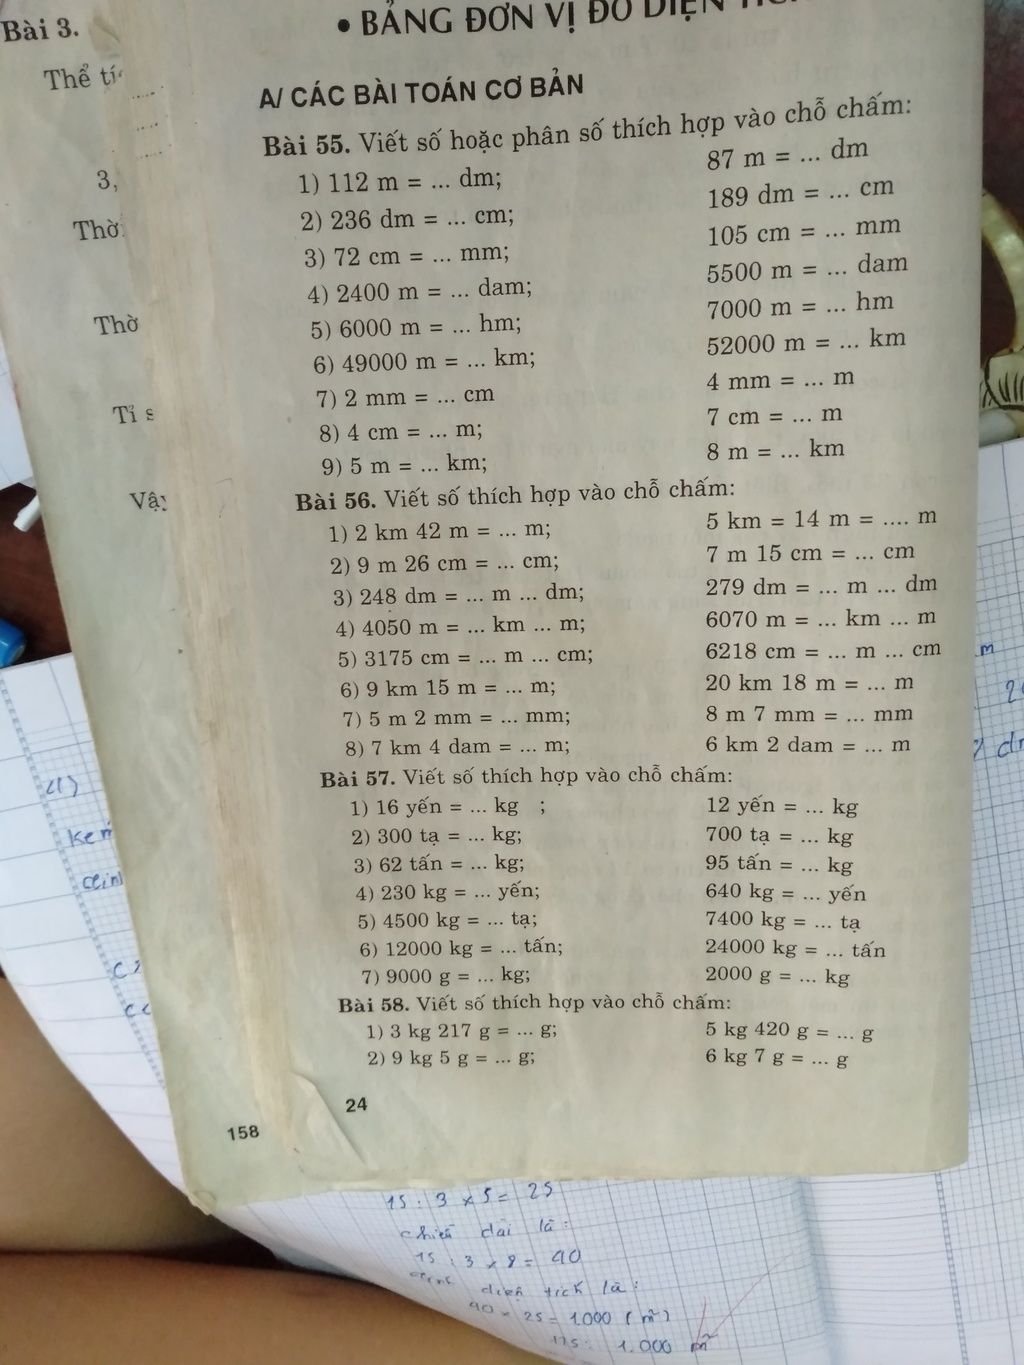 Bài 3.
Thể tí
3,
Thờ
Thờ
Tỉ s
Vậy
• BẢNG ĐƠN VỊ ĐO DIỆN TÍCH
A/ CÁC BÀI TOÁN CƠ BẢN
Bài 55. Viết số hoặc phân số thích hợp vào chỗ chấm:
1) 112 m = ... dm; 87 m = ... dm
2) 236 dm = ... cm; 189 dm = ... cm
3) 72 cm = ... mm; 105 cm = ... mm
4) 2400 m = ... dam; 5500 m = ... dam
5) 6000 m = ... hm; 7000 m = ... hm
6) 49000 m = ... km; 52000 m = ... km
7) 2 mm = ... cm 4 mm = ... m
8) 4 cm = ... m; 7 cm = ... m
9) 5 m = ... km; 8 m = ... km
Bài 56. Viết số thích hợp vào chỗ chấm:
1) 2 km 42 m = ... m; 5 km = 14 m = .... m
2) 9 m 26 cm = ... cm; 7 m 15 cm = ... cm
3) 248 dm = ... m ... dm; 279 dm = ... m ... dm
4) 4050 m = ... km ... m; 6070 m = ... km ... m
5) 3175 cm = ... m ... cm; 6218 cm = ... m ... cm
6) 9 km 15 m = ... m; 20 km 18 m = ... m
7) 5 m 2 mm = ... mm; 8 m 7 mm = ... mm
8) 7 km 4 dam = ... m; 6 km 2 dam = ... m
Bài 57. Viết số thích hợp vào chỗ chấm:
1) 16 yến = ... kg ; 12 yến = ... kg
2) 300 tạ = ... kg; 700 tạ = ... kg
3) 62 tấn = ... kg; 95 tấn = ... kg
4) 230 kg = ... yến; 640 kg = ... yến
5) 4500 kg = ... tạ; 7400 kg = ... tạ
6) 12000 kg = ... tấn; 24000 kg = ... tấn
7) 9000 g = ... kg; 2000 g = ... kg
Bài 58. Viết số thích hợp vào chỗ chấm:
1) 3 kg 217 g = ... g; 5 kg 420 g = ... g
2) 9 kg 5 g = ... g; 6 kg 7 g = ... g
24
158
15 : 3 x 5 = 25
chiều dài là:
15 : 3 x 8 = 40
diện tích là:
40 x 25 = 1000 (m²)
1.000 m²